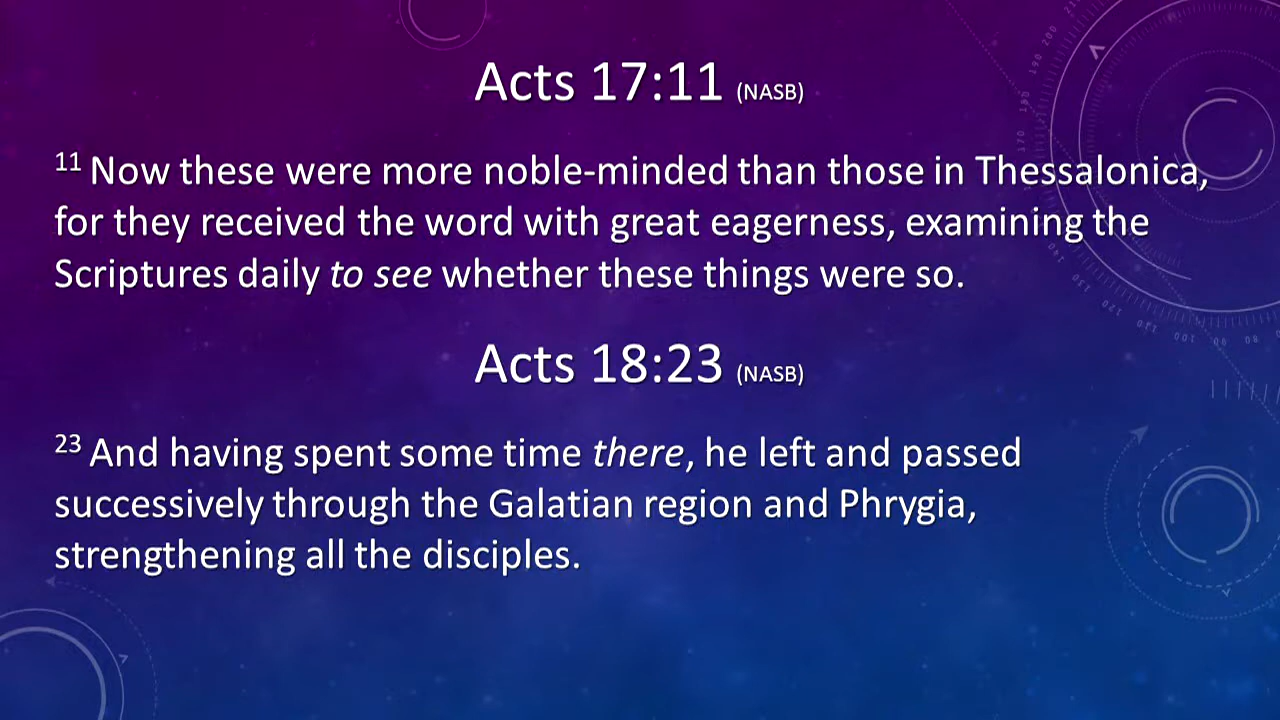 Acts 17:11 (NASB)
11 Now these were more noble-minded than those in Thessalonica,
for they received the word with great eagerness, examining the
Scriptures daily to see whether these things were so.
Acts 18:23 (NASB)
23 And having spent some time there, he left and passed
successively through the Galatian region and Phrygia,
strengthening all the disciples.